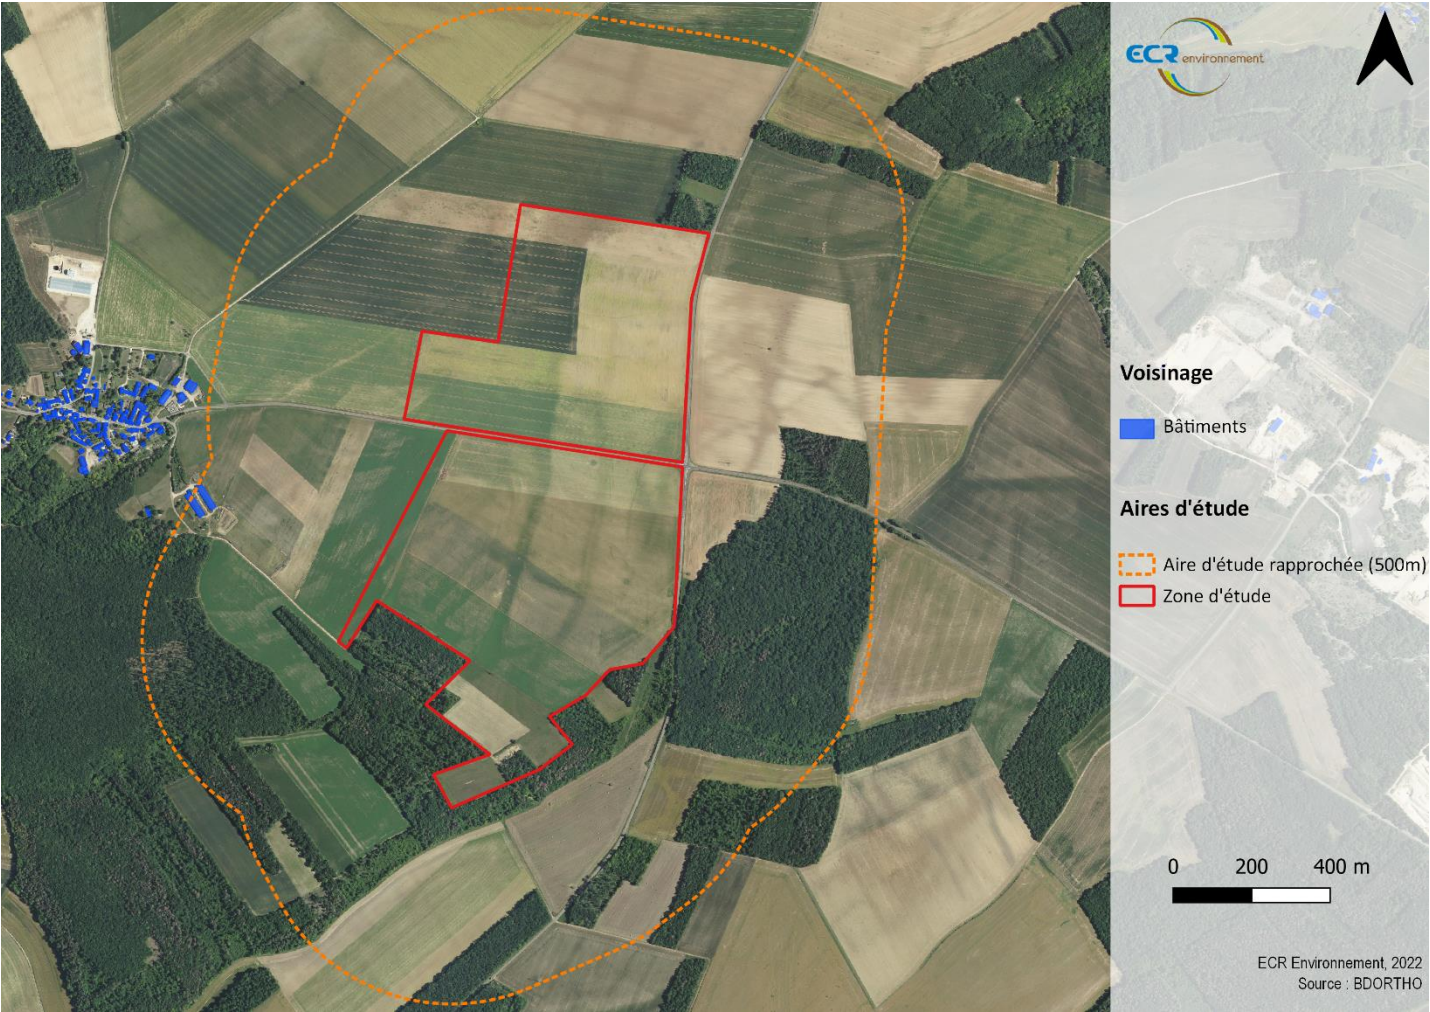 ECR environnement
Voisinage
Bâtiments
Aires d'étude
Aire d'étude rapprochée (500m)
Zone d'étude
0 200 400 m
ECR Environnement, 2022
Source : BDORTHO